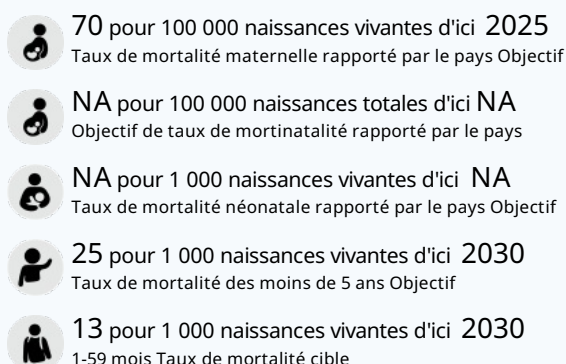 70 pour 100 000 naissances vivantes d'ici 2025
Taux de mortalité maternelle rapporté par le pays Objectif
NA pour 100 000 naissances totales d'ici NA
Objectif de taux de mortinatalité rapporté par le pays
NA pour 1 000 naissances vivantes d'ici NA
Taux de mortalité néonatale rapporté par le pays Objectif
25 pour 1 000 naissances vivantes d'ici 2030
Taux de mortalité des moins de 5 ans Objectif
13 pour 1 000 naissances vivantes d'ici 2030
1-59 mois Taux de mortalité cible